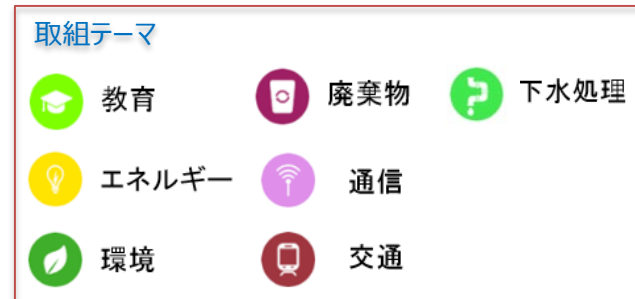 取組テーマ
教育 廃棄物 下水処理
エネルギー 通信
環境 交通